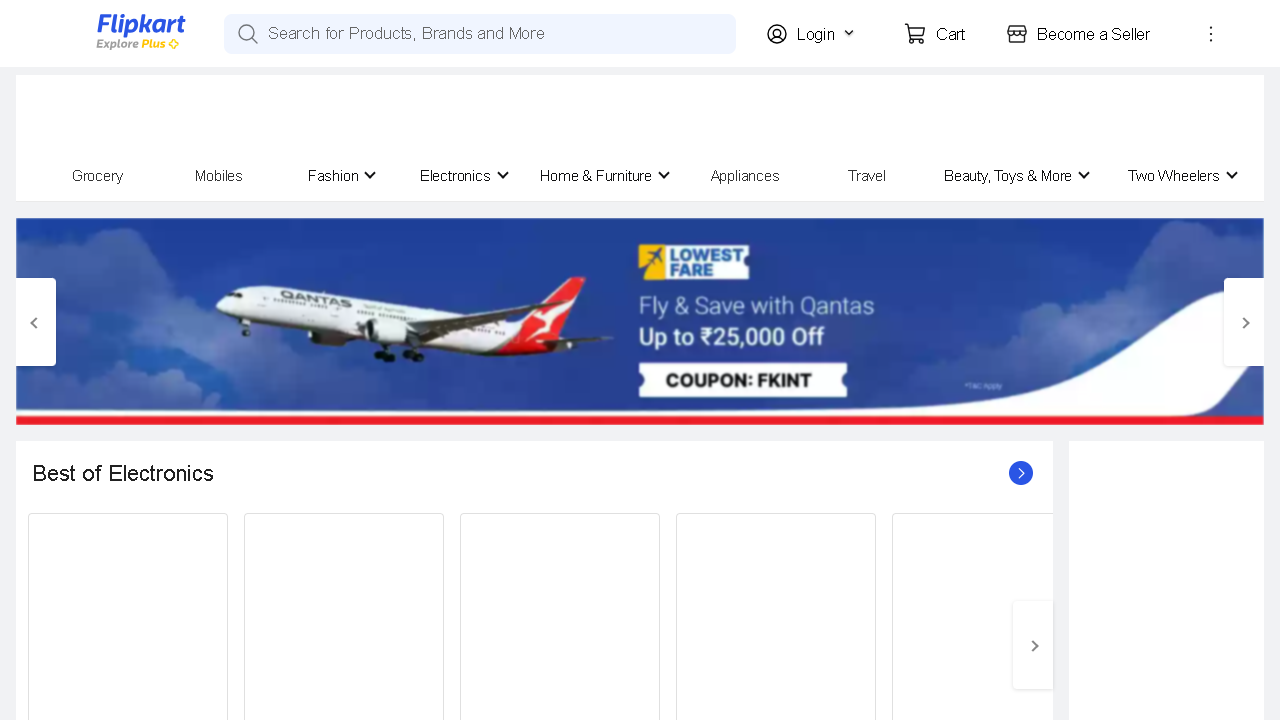 Flipkart
Explore Plus
Search for Products, Brands and More
Login
Cart
Become a Seller
Grocery
Mobiles
Fashion
Electronics
Home & Furniture
Appliances
Travel
Beauty, Toys & More
Two Wheelers
QANTAS
LOWEST
FARE
Fly & Save with Qantas
Up to ₹25,000 Off
COUPON: FKINT
*T&C Apply
Best of Electronics